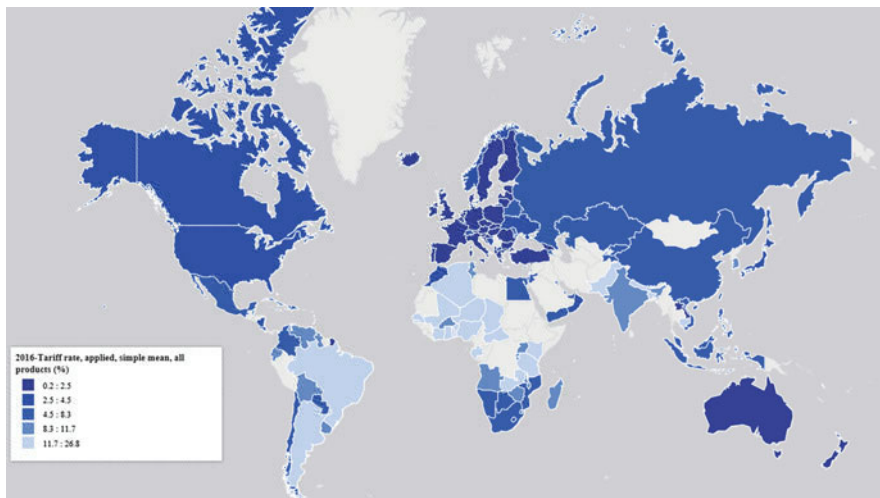 2016-Tariff rate, applied, simple mean, all
products (%)
0.2 : 2.5
2.5 : 4.5
4.5 : 8.3
8.3 : 11.7
11.7 : 26.8